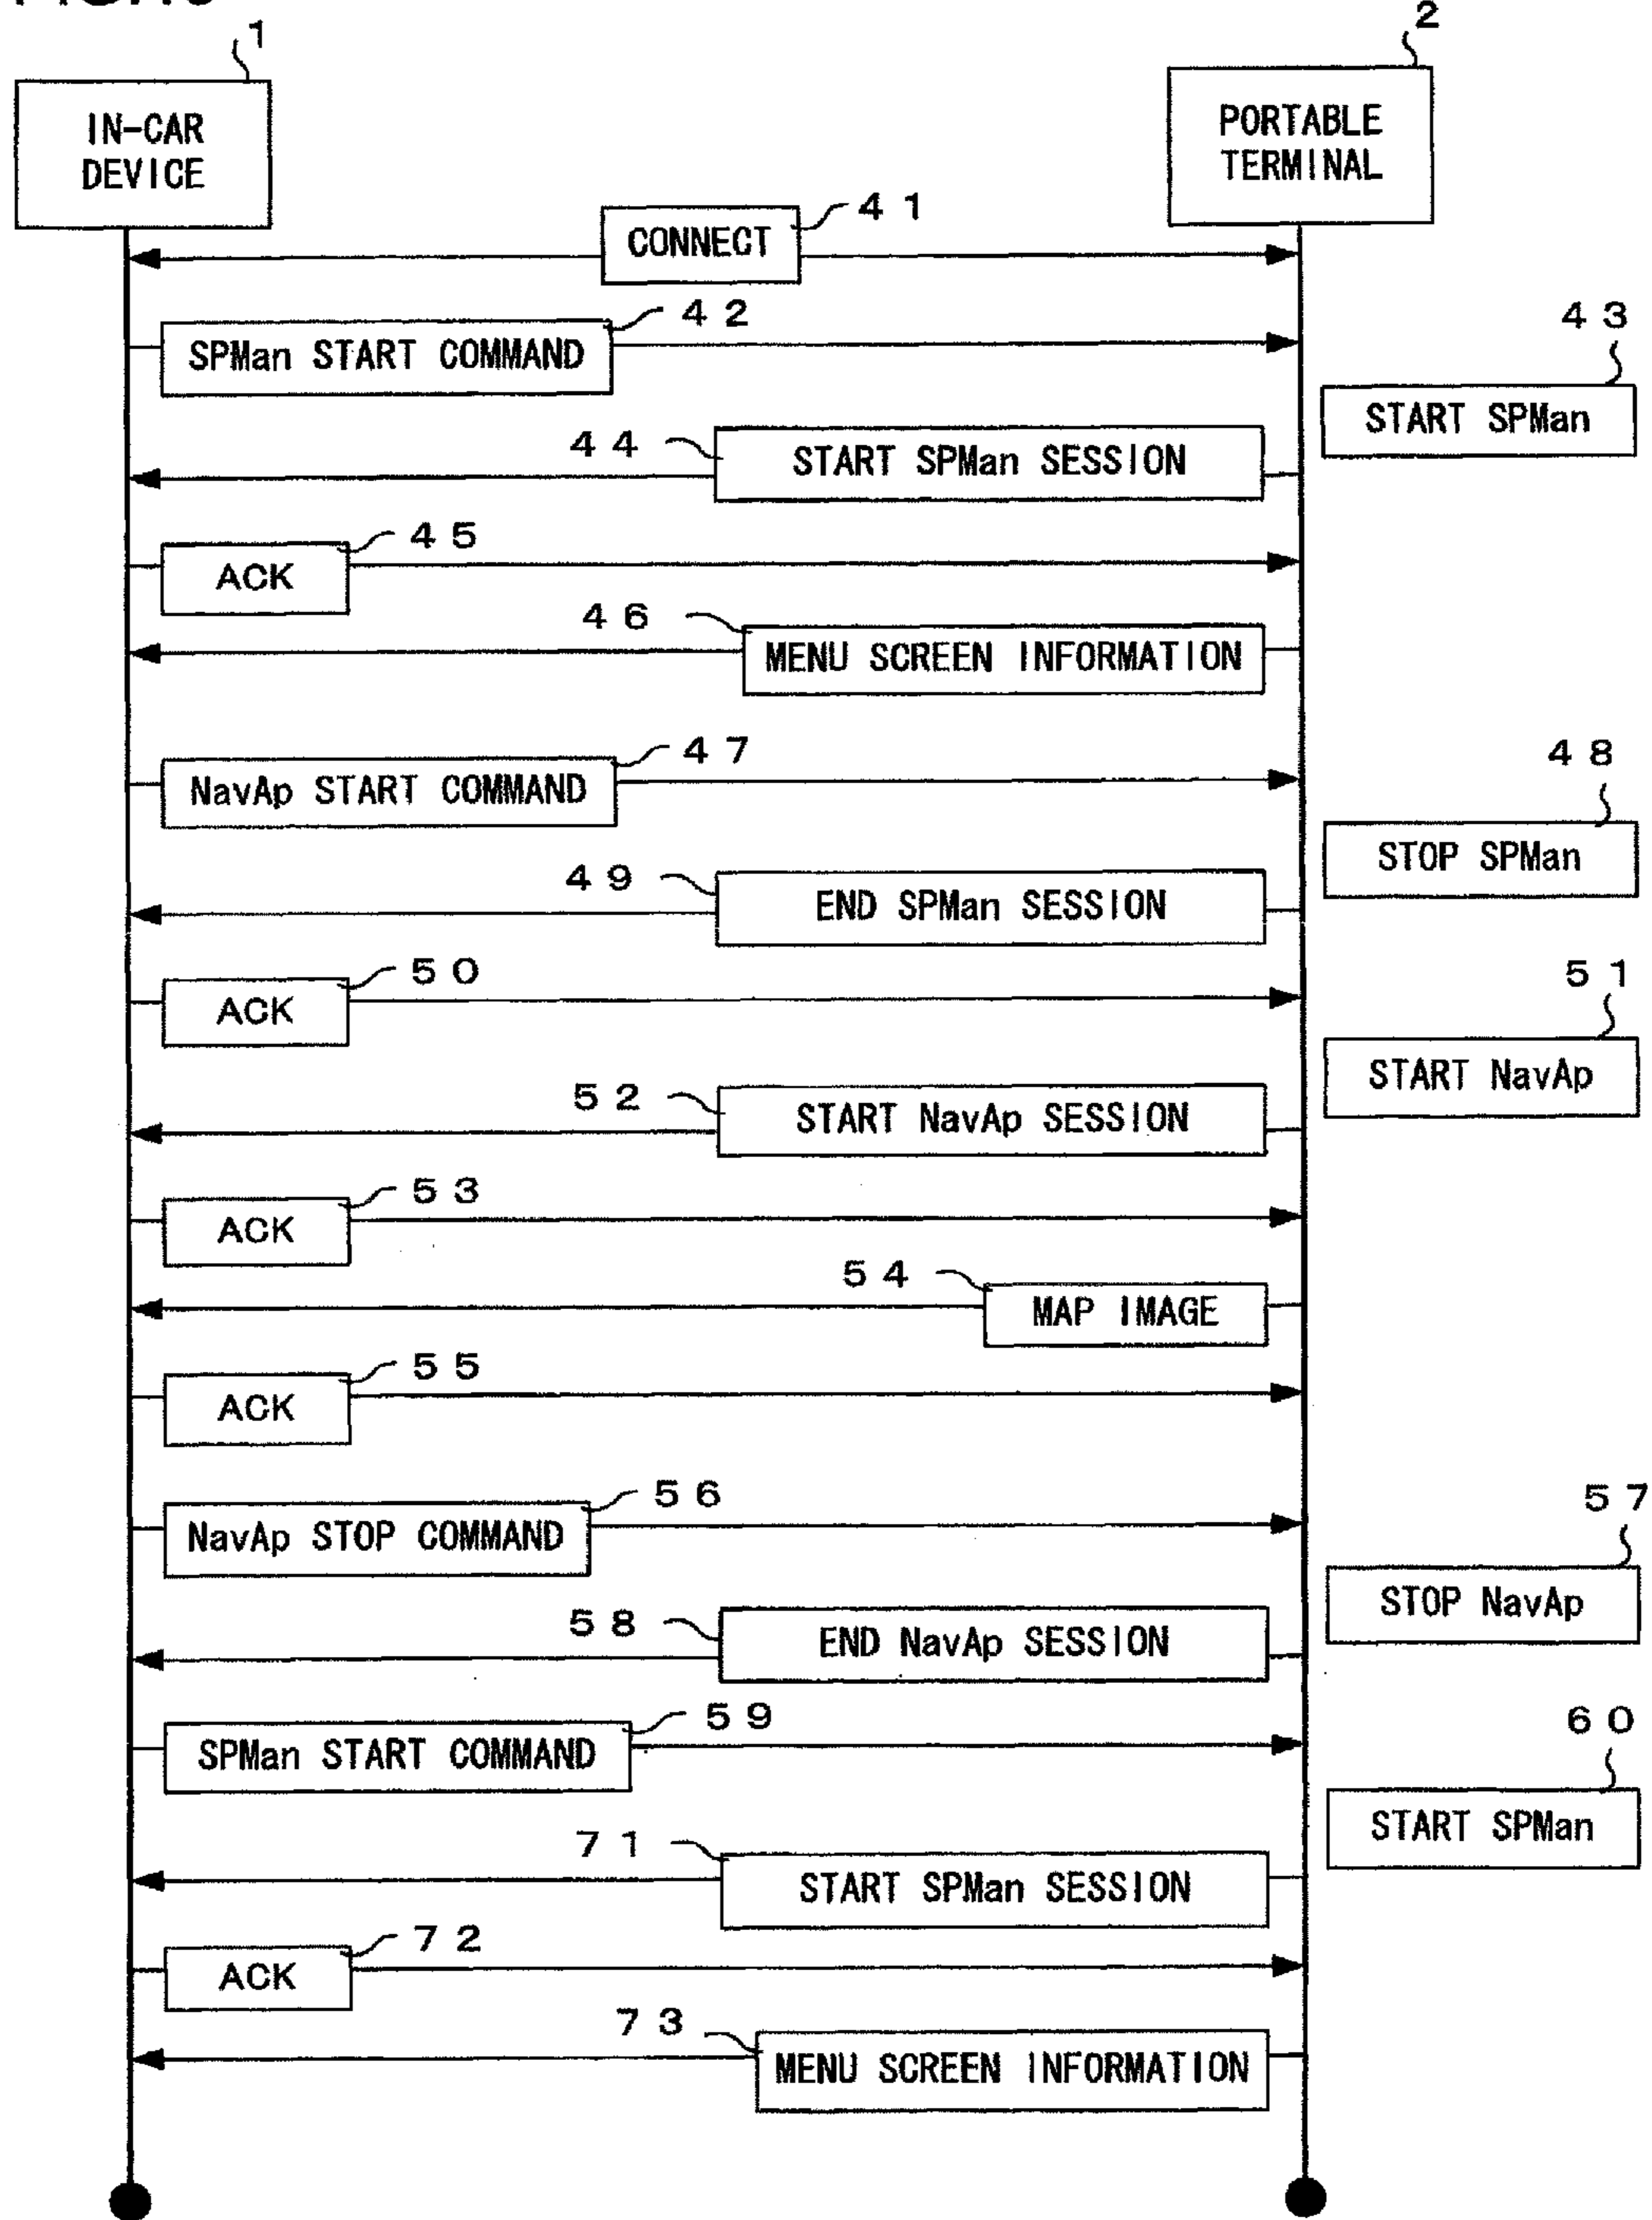 1
2
IN-CAR
DEVICE
PORTABLE
TERMINAL
CONNECT
41
SPMan START COMMAND
42
43
START SPMan
44
START SPMan SESSION
ACK
45
46
MENU SCREEN INFORMATION
NavAp START COMMAND
47
48
STOP SPMan
49
END SPMan SESSION
ACK
50
51
START NavAp
52
START NavAp SESSION
ACK
53
54
MAP IMAGE
ACK
55
NavAp STOP COMMAND
56
57
STOP NavAp
58
END NavAp SESSION
SPMan START COMMAND
59
60
START SPMan
71
START SPMan SESSION
ACK
72
73
MENU SCREEN INFORMATION